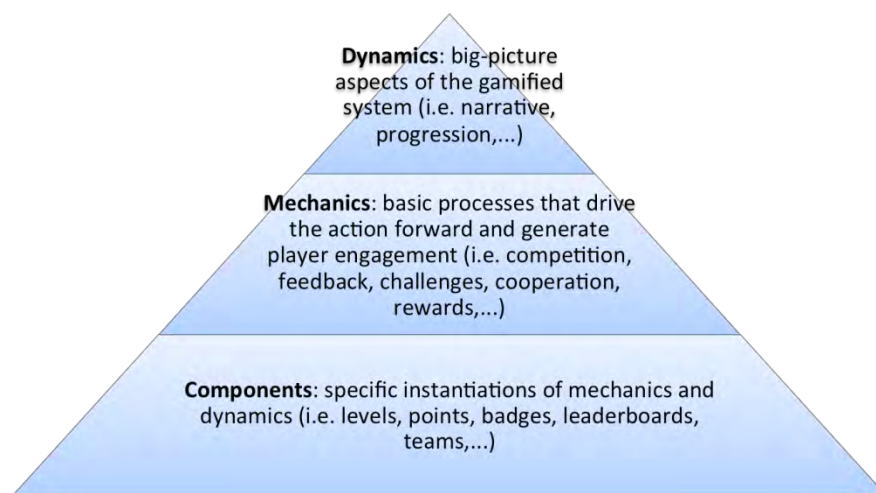 Dynamics: big-picture
aspects of the gamified
system (i.e. narrative,
progression,...)
Mechanics: basic processes that drive
the action forward and generate
player engagement (i.e. competition,
feedback, challenges, cooperation,
rewards,...)
Components: specific instantiations of mechanics and
dynamics (i.e. levels, points, badges, leaderboards,
teams,...)